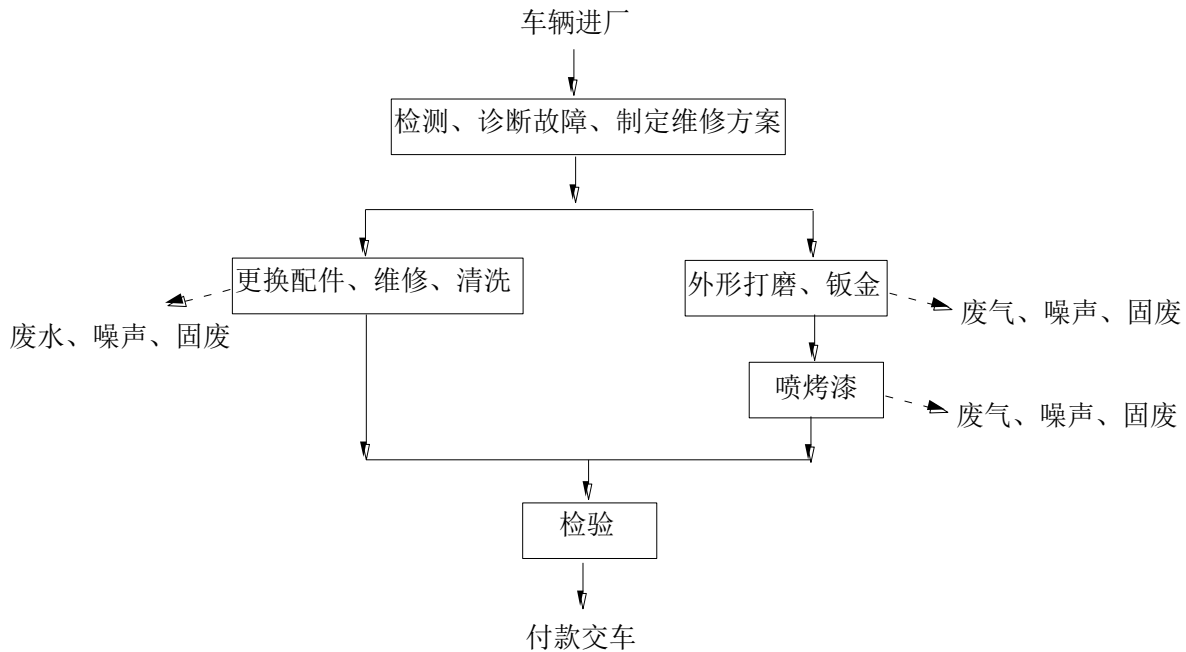 车辆进厂
检测、诊断故障、制定维修方案
更换配件、维修、清洗
外形打磨、钣金
废水、噪声、固废
废气、噪声、固废
喷烤漆
废气、噪声、固废
检验
付款交车